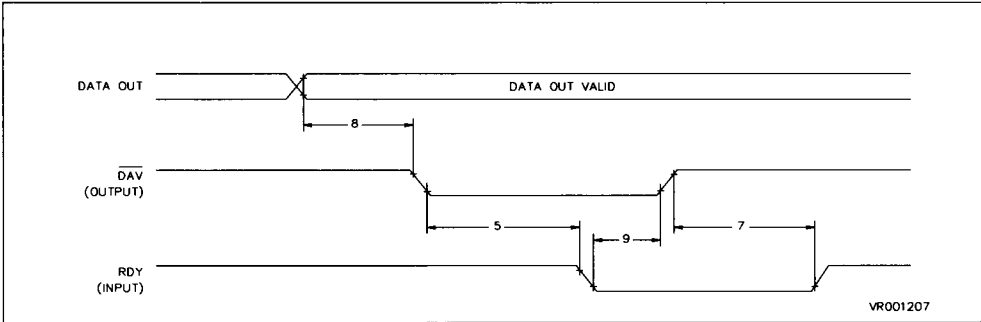 DATA OUT
DATA OUT VALID
8
DAV
(OUTPUT)
5
9
7
RDY
(INPUT)
VR001207